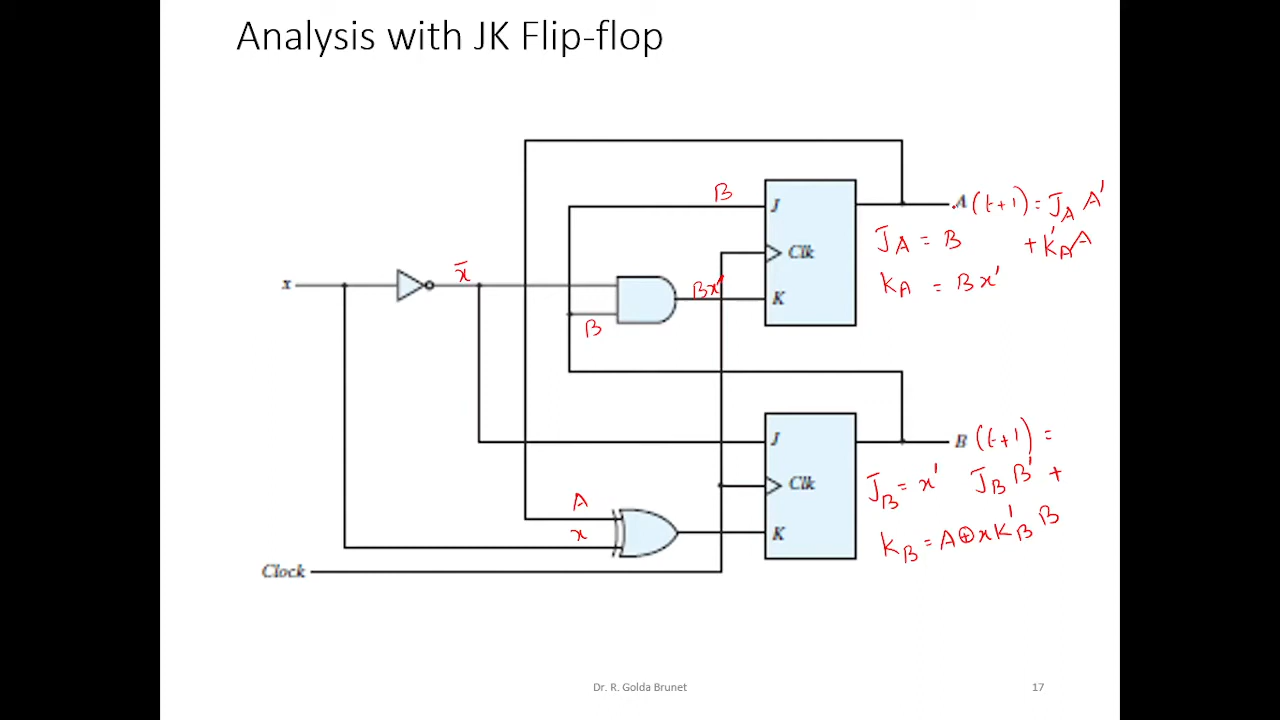 Analysis with JK Flip-flop
B
J
A (t+1) = J_A A'
J_A = B + K'_A A
Clk
x
x̅
K_A = Bx'
Bx'
K
B
J
B (t+1) =
J_B = x' J_B B' +
Clk
A
x
K
K_B = A⊕x K'_B B
Clock
Dr. R. Golda Brunet
17